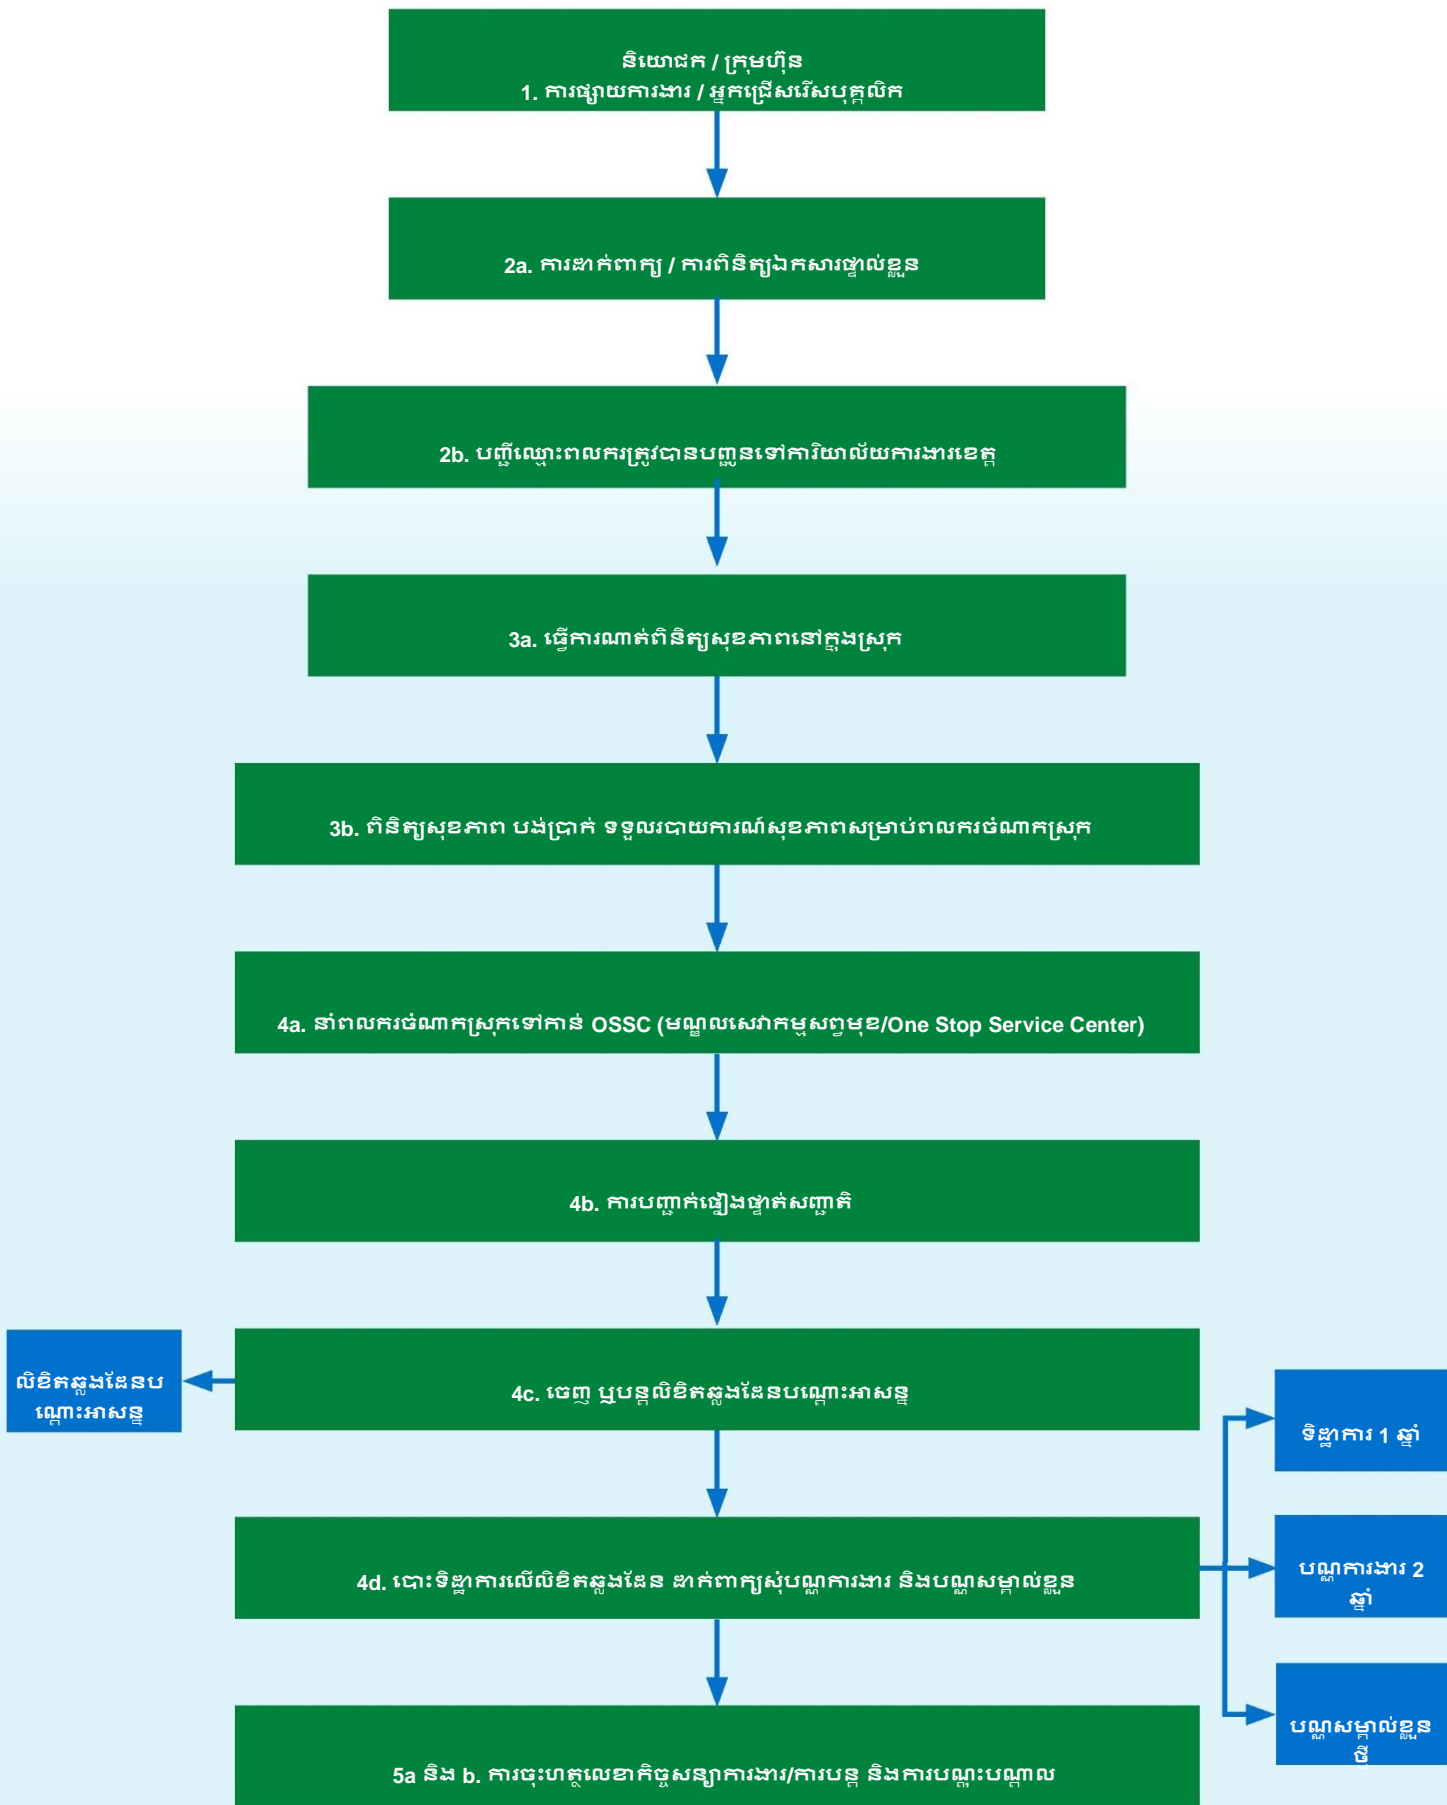 និយោជក / ក្រុមហ៊ុន
1. ការផ្សាយការងារ / អ្នកជ្រើសរើសបុគ្គលិក
2a. ការដាក់ពាក្យ / ការពិនិត្យឯកសារផ្ទាល់ខ្លួន
2b. បញ្ជីឈ្មោះពលករត្រូវបានបញ្ជូនទៅការិយាល័យការងារខេត្ត
3a. ធ្វើការណាត់ពិនិត្យសុខភាពនៅក្នុងស្រុក
3b. ពិនិត្យសុខភាព បង់ប្រាក់ ទទួលរបាយការណ៍សុខភាពសម្រាប់ពលករចំណាកស្រុក
4a. នាំពលករចំណាកស្រុកទៅកាន់ OSSC (មណ្ឌលសេវាកម្មសព្វមុខ/One Stop Service Center)
4b. ការបញ្ជាក់ផ្ទៀងផ្ទាត់សញ្ជាតិ
លិខិតឆ្លងដែនប
ណ្តោះអាសន្ន
4c. ចេញ ឬបន្តលិខិតឆ្លងដែនបណ្តោះអាសន្ន
ទិដ្ឋាការ 1 ឆ្នាំ
4d. បោះទិដ្ឋាការលើលិខិតឆ្លងដែន ដាក់ពាក្យសុំបណ្ណការងារ និងបណ្ណសម្គាល់ខ្លួន
បណ្ណការងារ 2
ឆ្នាំ
បណ្ណសម្គាល់ខ្លួន
ថ្មី
5a និង b. ការចុះហត្ថលេខាកិច្ចសន្យាការងារ/ការបន្ត និងការបណ្តុះបណ្តាល